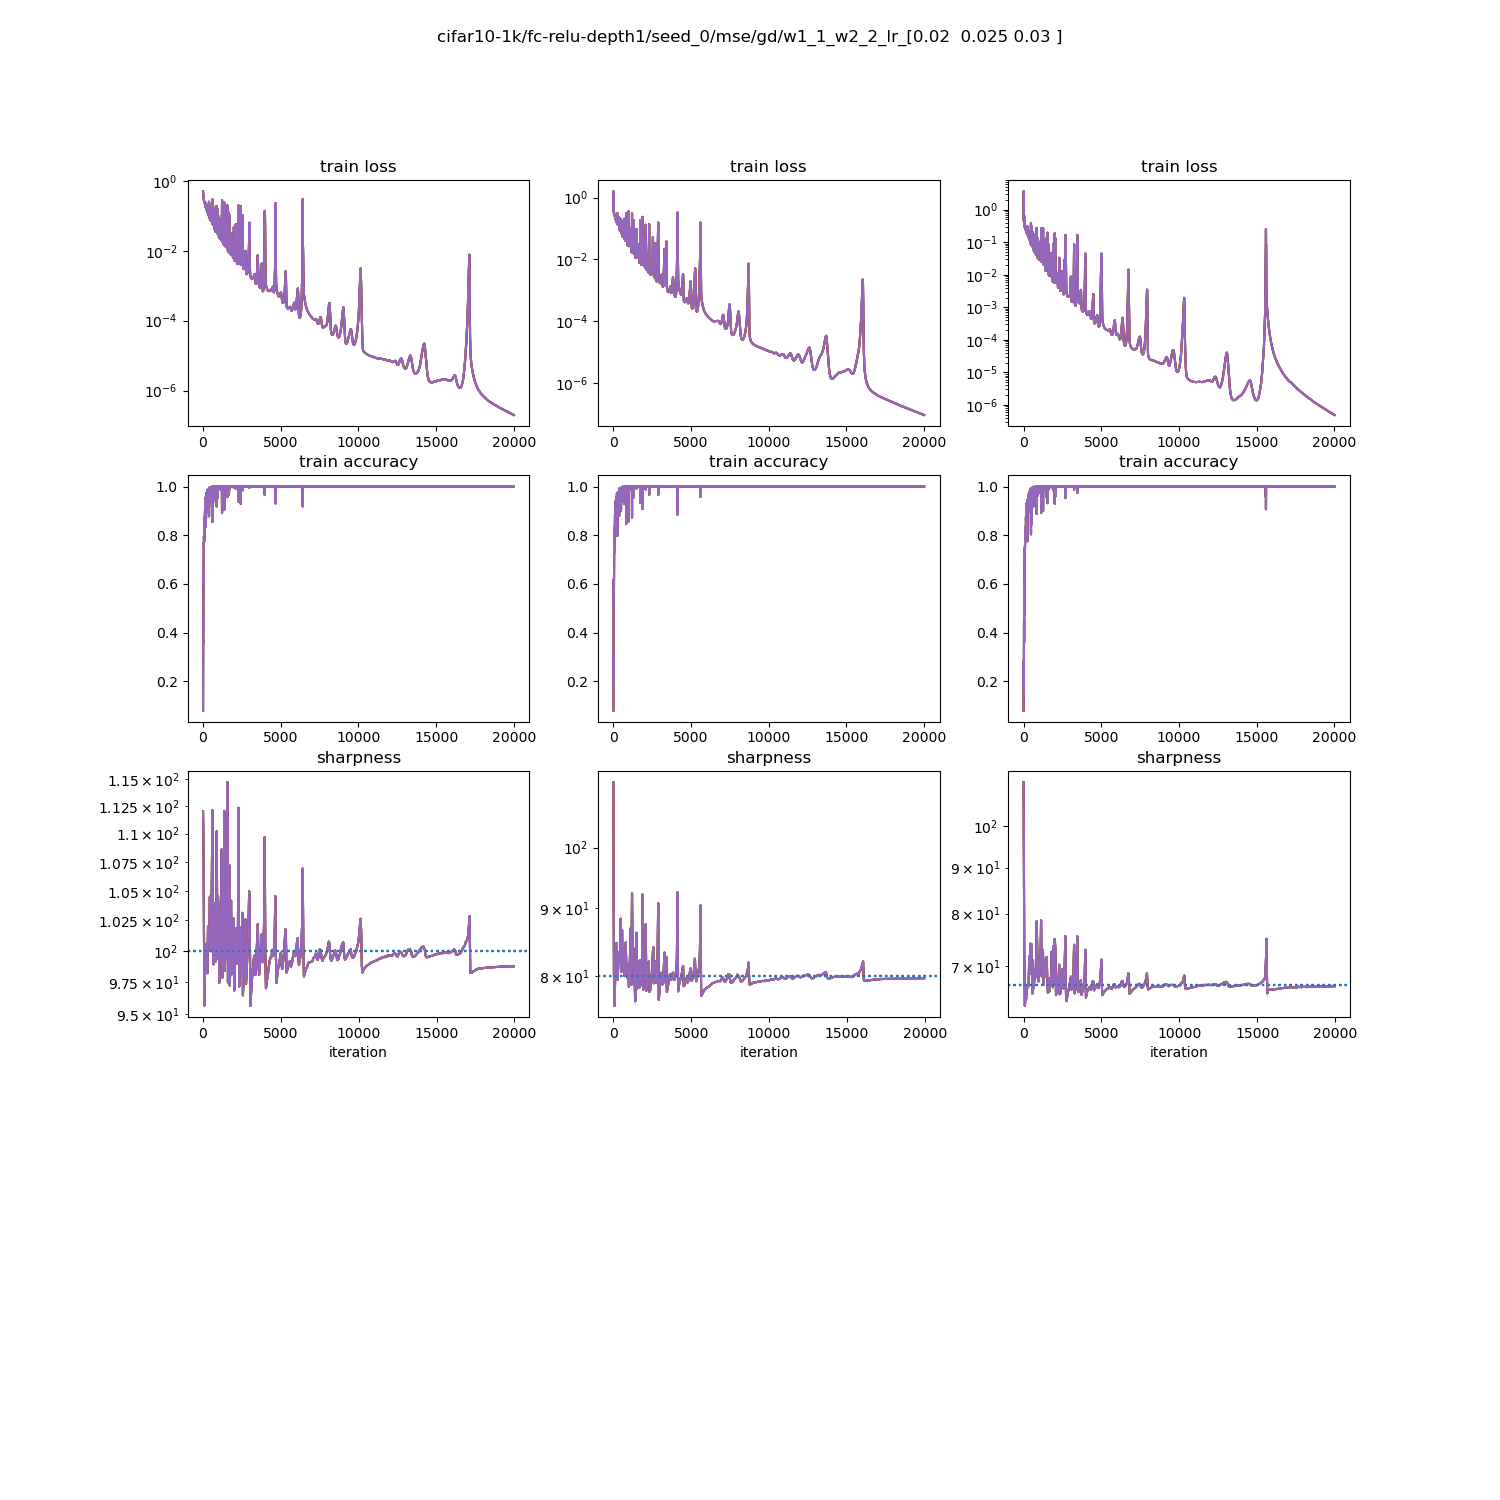 cifar10-1k/fc-relu-depth1/seed_0/mse/gd/w1_1_w2_2_lr_[0.02  0.025 0.03 ]
train loss
10^0
10^-2
10^-4
10^-6
0 5000 10000 15000 20000
train loss
10^0
10^-2
10^-4
10^-6
0 5000 10000 15000 20000
train loss
10^0
10^-1
10^-2
10^-3
10^-4
10^-5
10^-6
0 5000 10000 15000 20000
train accuracy
1.0
0.8
0.6
0.4
0.2
0 5000 10000 15000 20000
train accuracy
1.0
0.8
0.6
0.4
0.2
0 5000 10000 15000 20000
train accuracy
1.0
0.8
0.6
0.4
0.2
0 5000 10000 15000 20000
sharpness
1.15 × 10^2
1.125 × 10^2
1.1 × 10^2
1.075 × 10^2
1.05 × 10^2
1.025 × 10^2
10^2
9.75 × 10^1
9.5 × 10^1
0 5000 10000 15000 20000
iteration
sharpness
10^2
9 × 10^1
8 × 10^1
0 5000 10000 15000 20000
iteration
sharpness
10^2
9 × 10^1
8 × 10^1
7 × 10^1
0 5000 10000 15000 20000
iteration